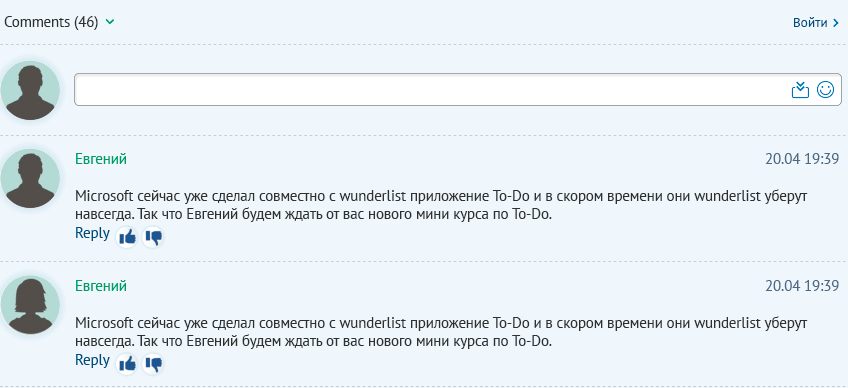 Comments (46)
Войти
Евгений
20.04 19:39
Microsoft сейчас уже сделал совместно с wunderlist приложение To-Do и в скором времени они wunderlist уберут
навсегда. Так что Евгений будем ждать от вас нового мини курса по To-Do.
Reply
Евгений
20.04 19:39
Microsoft сейчас уже сделал совместно с wunderlist приложение To-Do и в скором времени они wunderlist уберут
навсегда. Так что Евгений будем ждать от вас нового мини курса по To-Do.
Reply